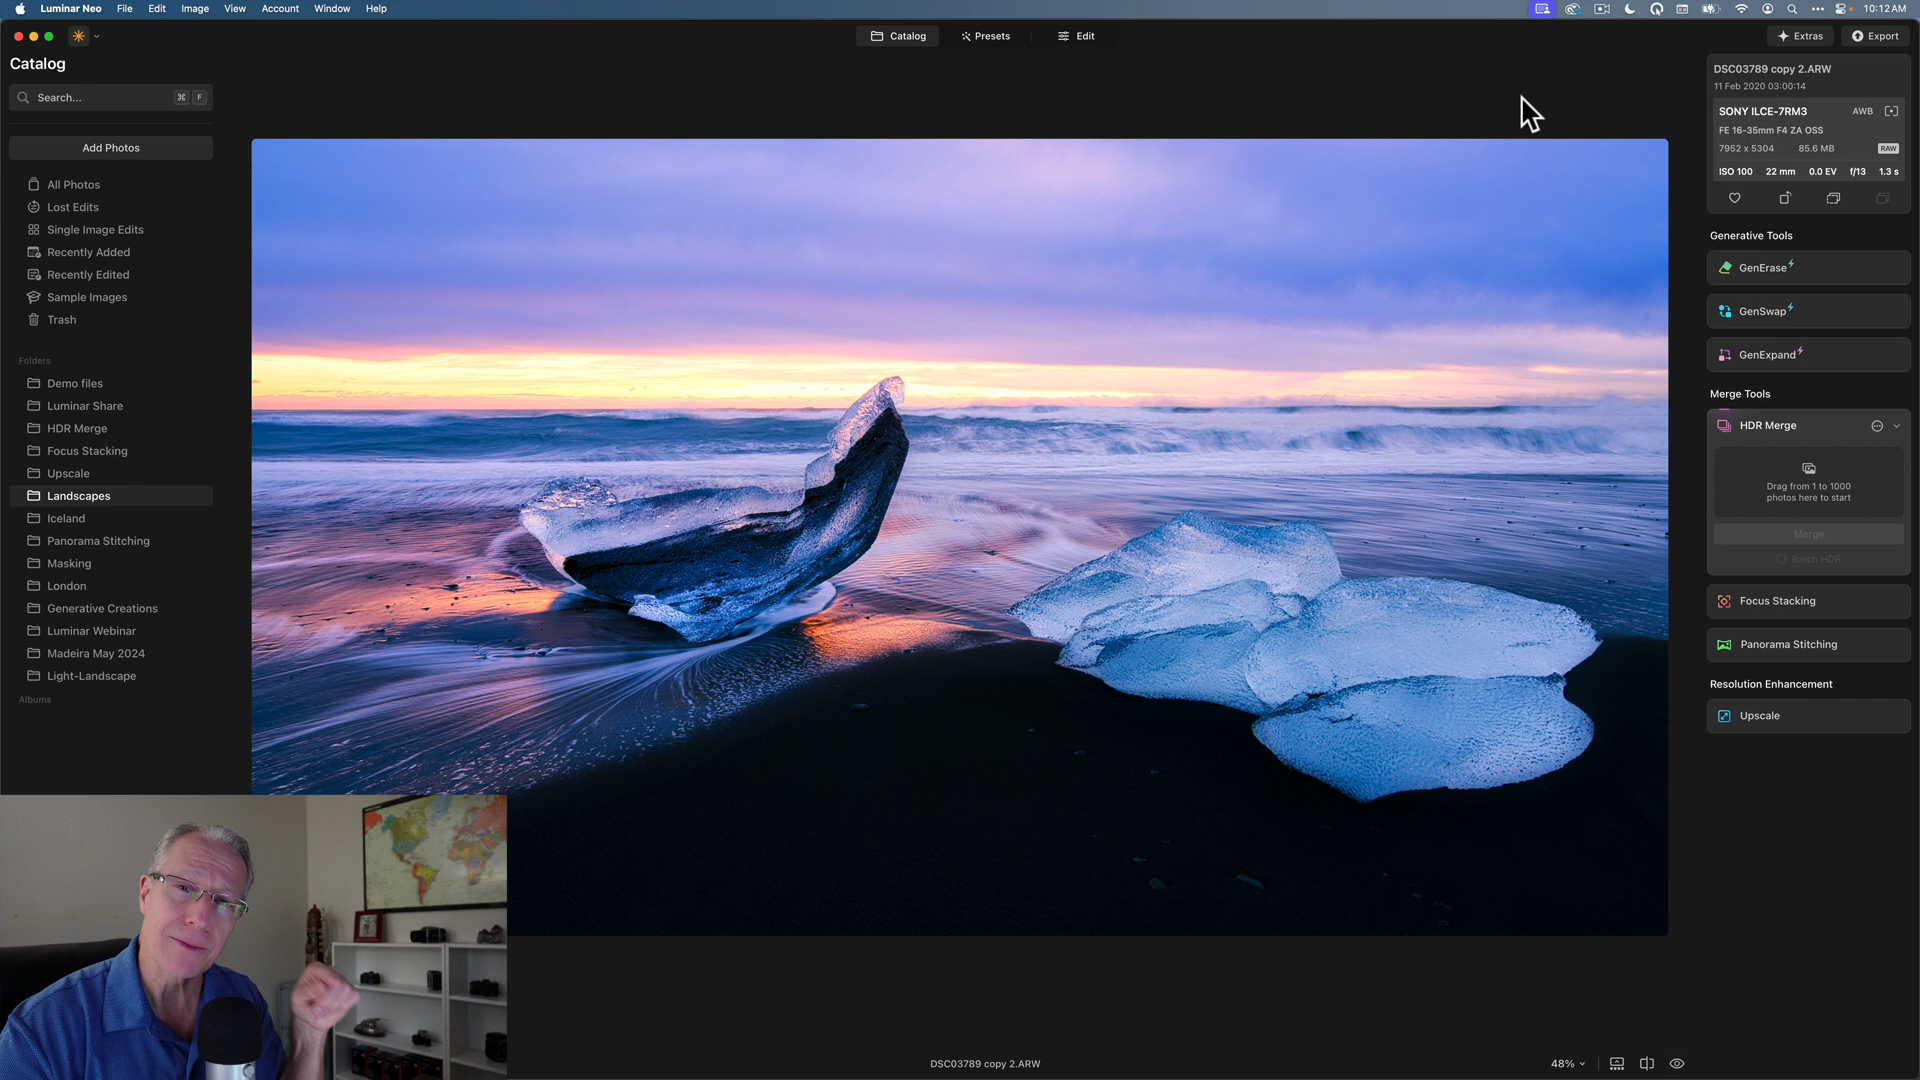 Luminar Neo File Edit Image View Account Window Help 10:12 AM
Catalog Presets Edit Extras Export
Catalog
Search... ⌘ F
Add Photos
All Photos
Lost Edits
Single Image Edits
Recently Added
Recently Edited
Sample Images
Trash
Folders
Demo files
Luminar Share
HDR Merge
Focus Stacking
Upscale
Landscapes
Iceland
Panorama Stitching
Masking
London
Generative Creations
Luminar Webinar
Madeira May 2024
Light-Landscape
Albums
DSC03789 copy 2.ARW
11 Feb 2020 03:00:14
SONY ILCE-7RM3 AWB
FE 16-35mm F4 ZA OSS
7952 x 5304 85.6 MB RAW
ISO 100 22 mm 0.0 EV f/13 1.3 s
Generative Tools
GenErase
GenSwap
GenExpand
Merge Tools
HDR Merge
Drag from 1 to 1000
photos here to start
Merge
Batch HDR
Focus Stacking
Panorama Stitching
Resolution Enhancement
Upscale
DSC03789 copy 2.ARW
48%